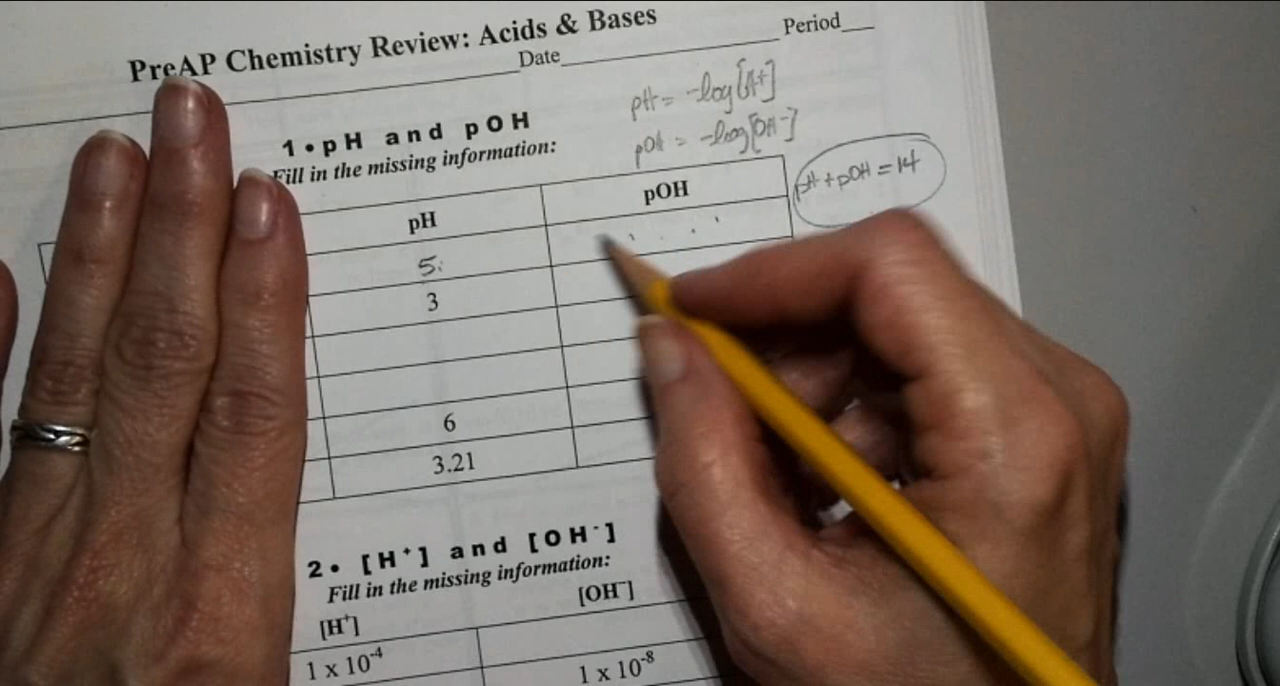 PreAP Chemistry Review: Acids & Bases
Date Period
1 • pH and pOH
Fill in the missing information:
pH = -log[H+]
pOH = -log[OH-]
pH + pOH = 14
pH pOH
5.
3
6
3.21
2 • [H⁺] and [OH⁻]
Fill in the missing information:
[H⁺] [OH⁻]
1 x 10⁻⁴
1 x 10⁻⁸